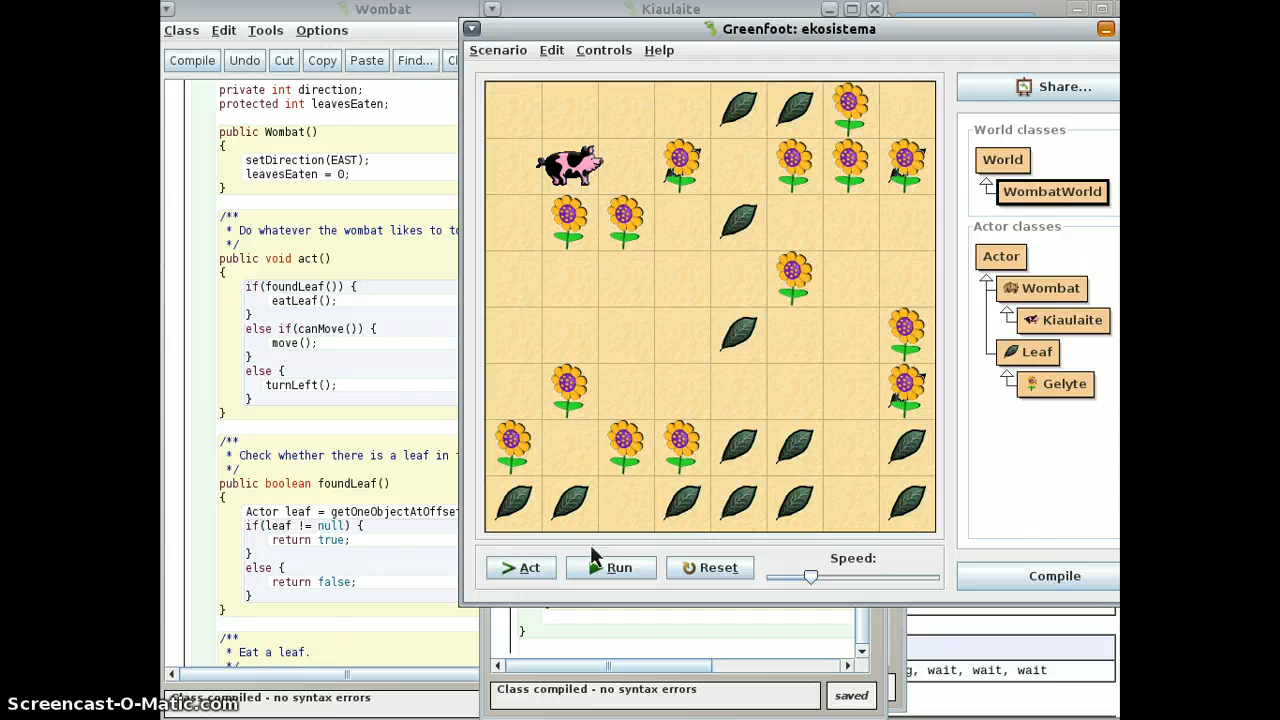 Wombat
Kiaulaite
Class Edit Tools Options
Compile Undo Cut Copy Paste Find...
private int direction;
protected int leavesEaten;
public Wombat()
{
setDirection(EAST);
leavesEaten = 0;
}
/**
* Do whatever the wombat likes to
*/
public void act()
{
if(foundLeaf()) {
eatLeaf();
}
else if(canMove()) {
move();
}
else {
turnLeft();
}
}
/**
* Check whether there is a leaf in
*/
public boolean foundLeaf()
{
Actor leaf = getOneObjectAtOffset
if(leaf != null) {
return true;
}
else {
return false;
}
}
/**
* Eat a leaf.
*/
Class compiled - no syntax errors
Greenfoot: ekosistema
Scenario Edit Controls Help
Share...
World classes
World
WombatWorld
Actor classes
Actor
Wombat
Kiaulaite
Leaf
Gelyte
> Act Run Reset
Speed:
Compile
}
Class compiled - no syntax errors
saved
g, wait, wait, wait
Screencast-O-Matic.com